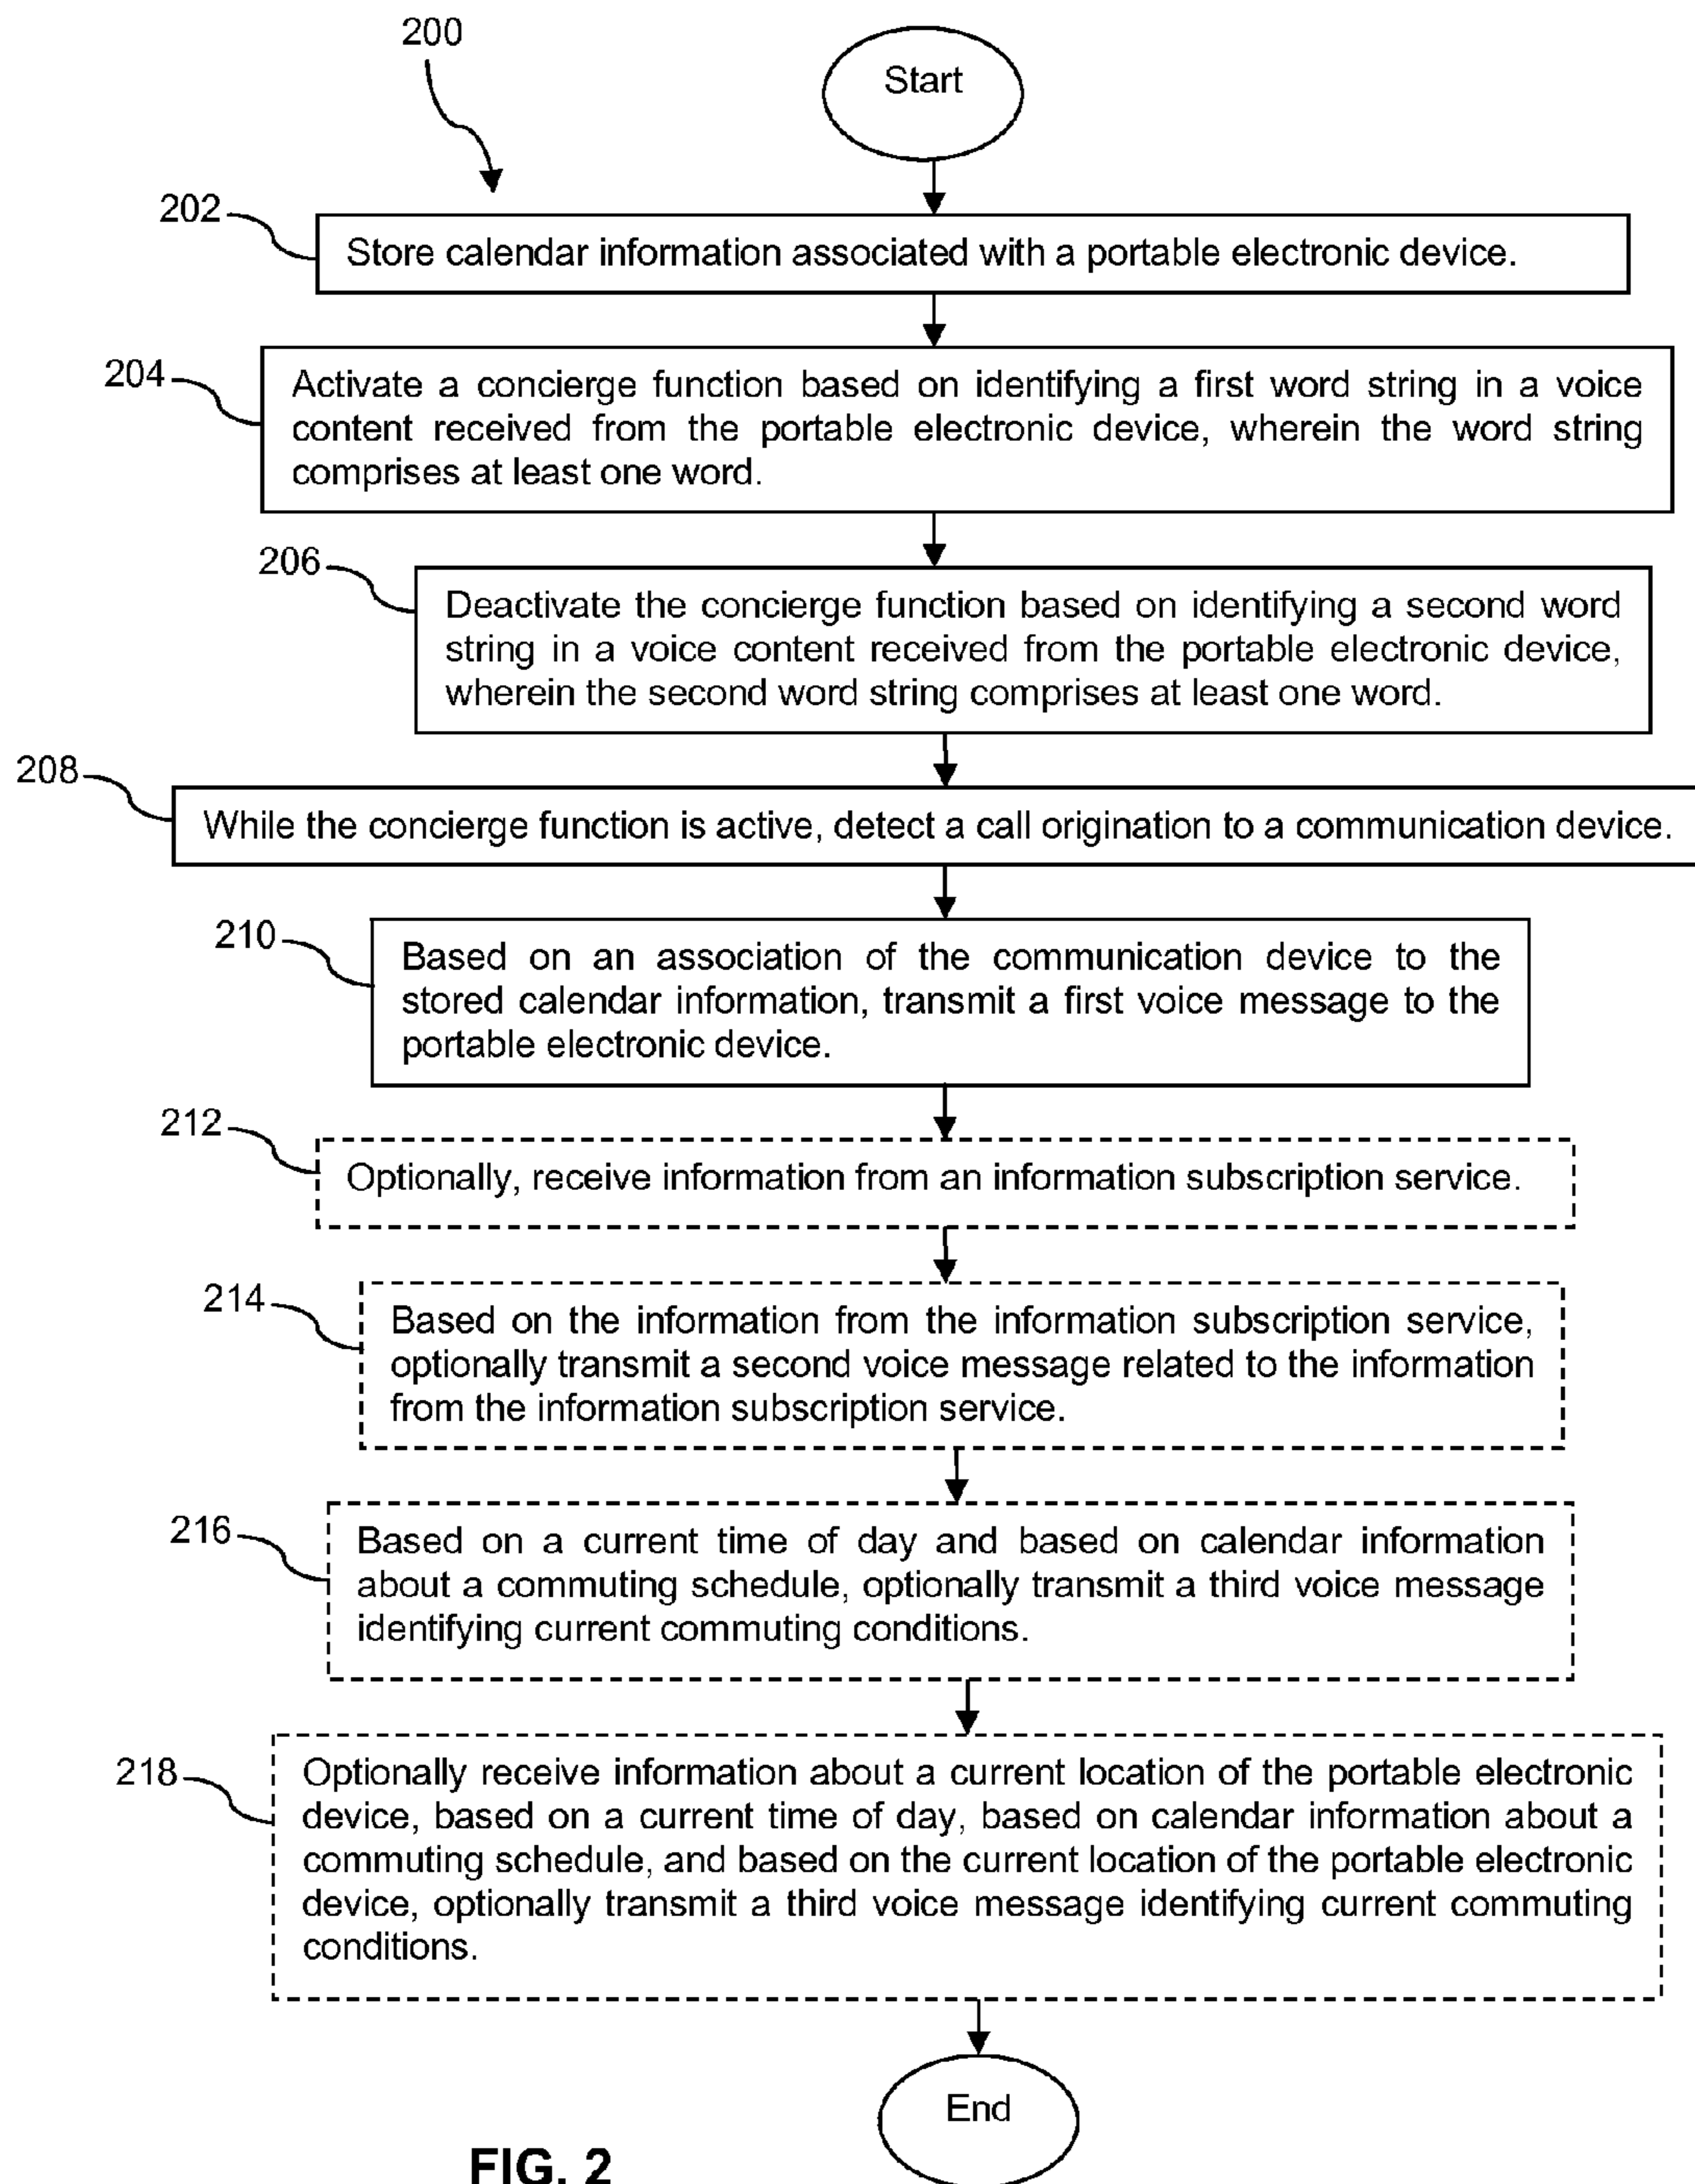 200
Start
202
Store calendar information associated with a portable electronic device.
204
Activate a concierge function based on identifying a first word string in a voice
content received from the portable electronic device, wherein the word string
comprises at least one word.
206
Deactivate the concierge function based on identifying a second word
string in a voice content received from the portable electronic device,
wherein the second word string comprises at least one word.
208
While the concierge function is active, detect a call origination to a communication device.
210
Based on an association of the communication device to the
stored calendar information, transmit a first voice message to the
portable electronic device.
212
Optionally, receive information from an information subscription service.
214
Based on the information from the information subscription service,
optionally transmit a second voice message related to the information
from the information subscription service.
216
Based on a current time of day and based on calendar information
about a commuting schedule, optionally transmit a third voice message
identifying current commuting conditions.
218
Optionally receive information about a current location of the portable electronic
device, based on a current time of day, based on calendar information about a
commuting schedule, and based on the current location of the portable electronic
device, optionally transmit a third voice message identifying current commuting
conditions.
End
FIG. 2